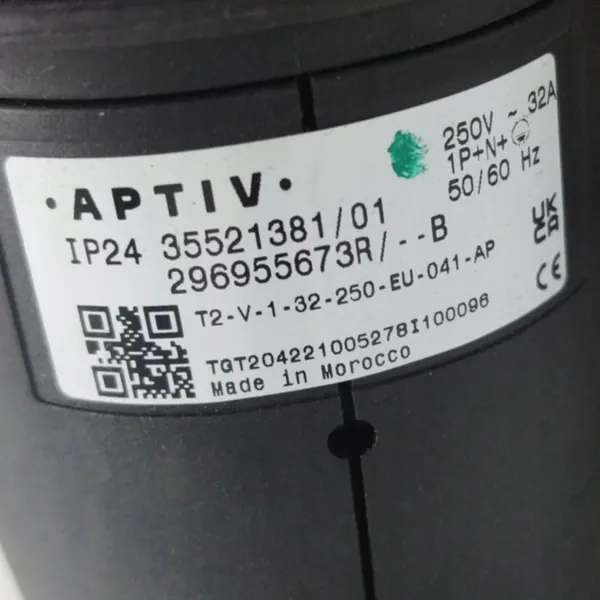 ·APTIV·
250V ~ 32A
1P+N+⏚
50/60 Hz
IP24 35521381/01
296955673R/--B
T2-V-1-32-250-EU-041-AP
TGT204221005278I100096
Made in Morocco
UK
CA
CE